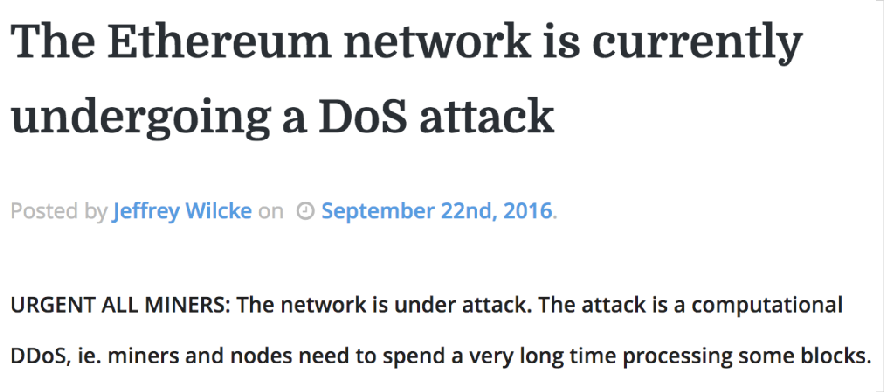 The Ethereum network is currently
undergoing a DoS attack
Posted by Jeffrey Wilcke on September 22nd, 2016.
URGENT ALL MINERS: The network is under attack. The attack is a computational
DDoS, ie. miners and nodes need to spend a very long time processing some blocks.